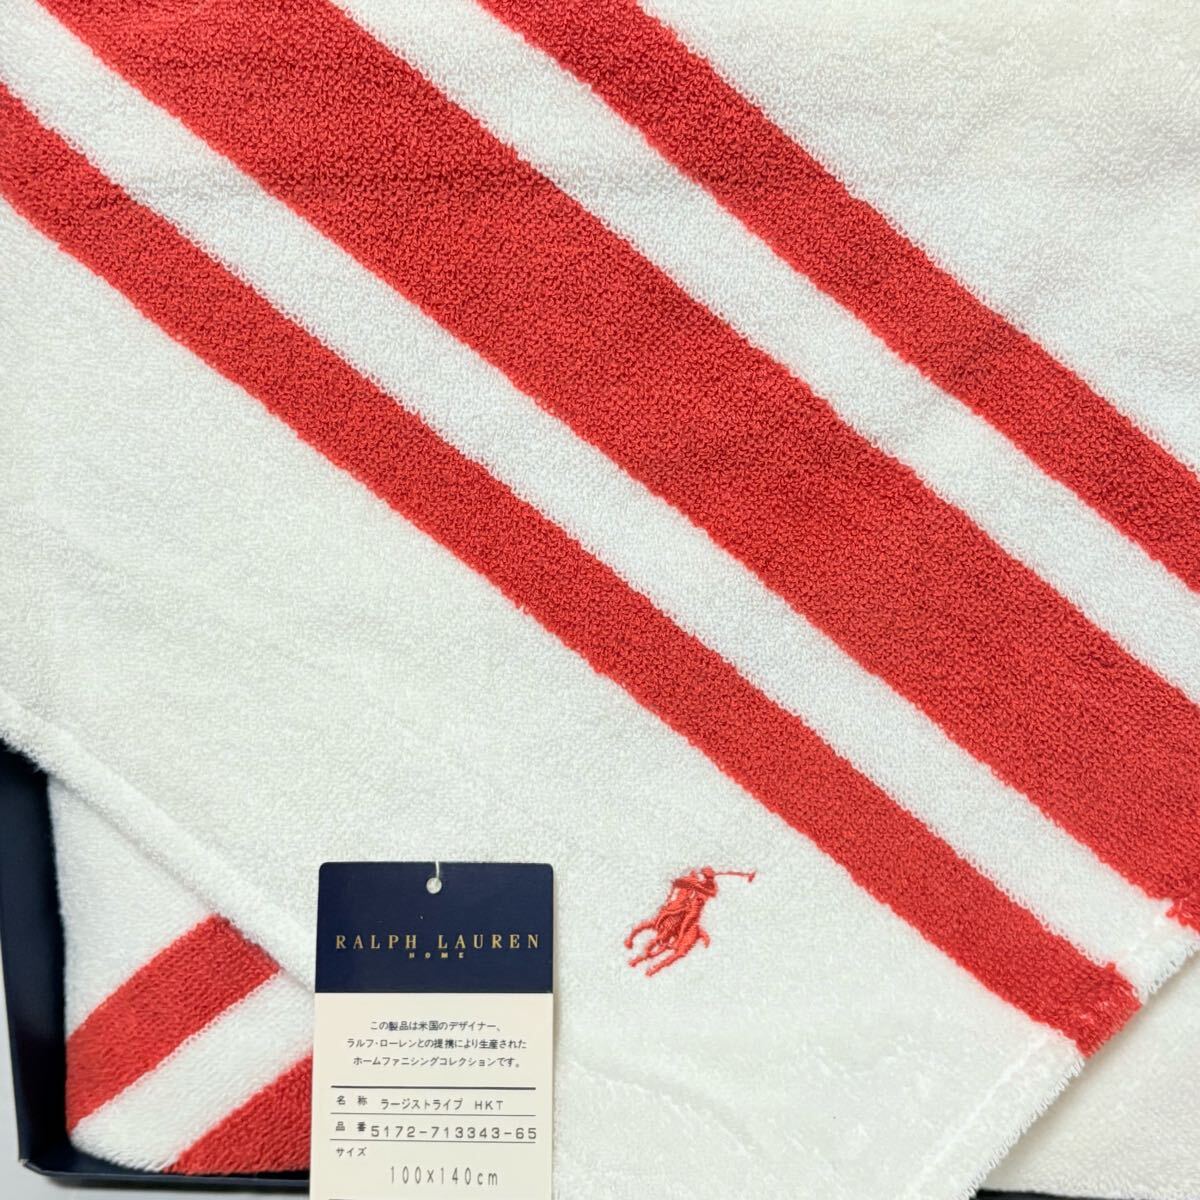 RALPH LAUREN
HOME
この製品は米国のデザイナー、
ラルフ・ローレンとの提携により生産された
ホームファニシングコレクションです。
名称 ラージストライプ HKT
品番 5172-713343-65
サイズ
100×140cm